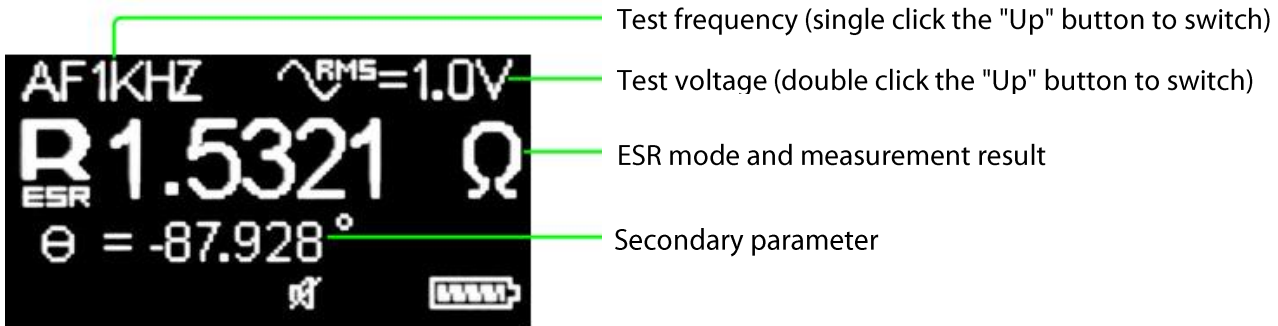 Test frequency (single click the "Up" button to switch)
AF1KHZ RMS=1.0V
Test voltage (double click the "Up" button to switch)
R 1.5321 Ω
ESR
ESR mode and measurement result
θ = -87.928°
Secondary parameter